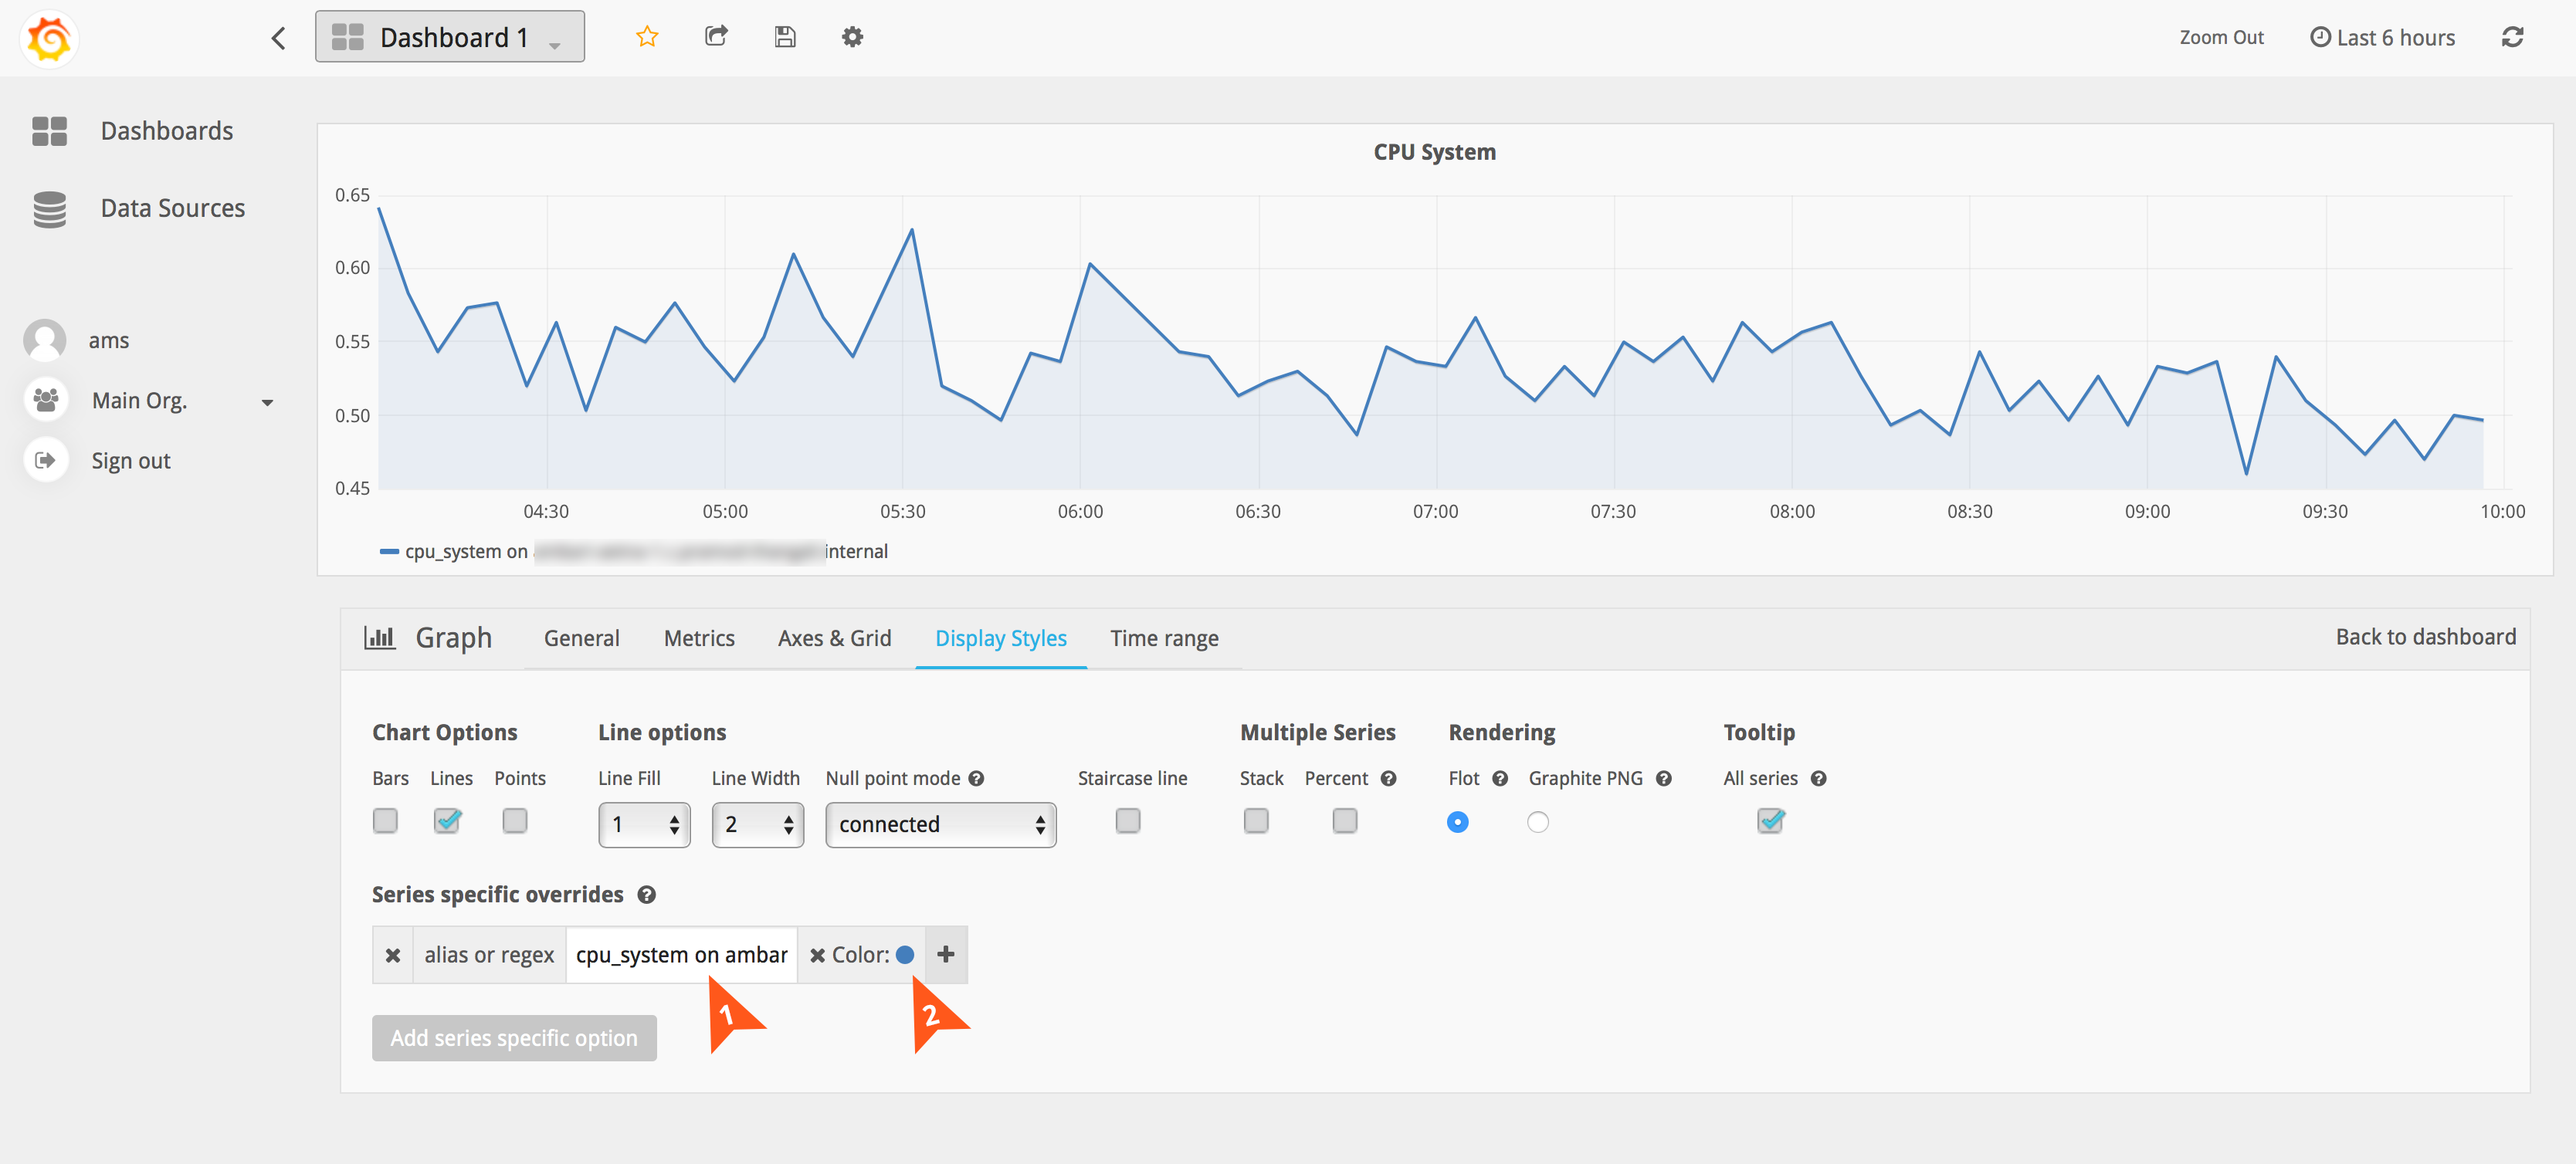 Dashboard 1
Zoom Out
Last 6 hours
Dashboards
Data Sources
ams
Main Org.
Sign out
CPU System
0.65
0.60
0.55
0.50
0.45
04:30 05:00 05:30 06:00 06:30 07:00 07:30 08:00 08:30 09:00 09:30 10:00
cpu_system on internal
Graph General Metrics Axes & Grid Display Styles Time range Back to dashboard
Chart Options Line options Multiple Series Rendering Tooltip
Bars Lines Points Line Fill Line Width Null point mode Staircase line Stack Percent Flot Graphite PNG All series
1 2 connected
Series specific overrides
alias or regex cpu_system on ambar Color:
1 2
Add series specific option